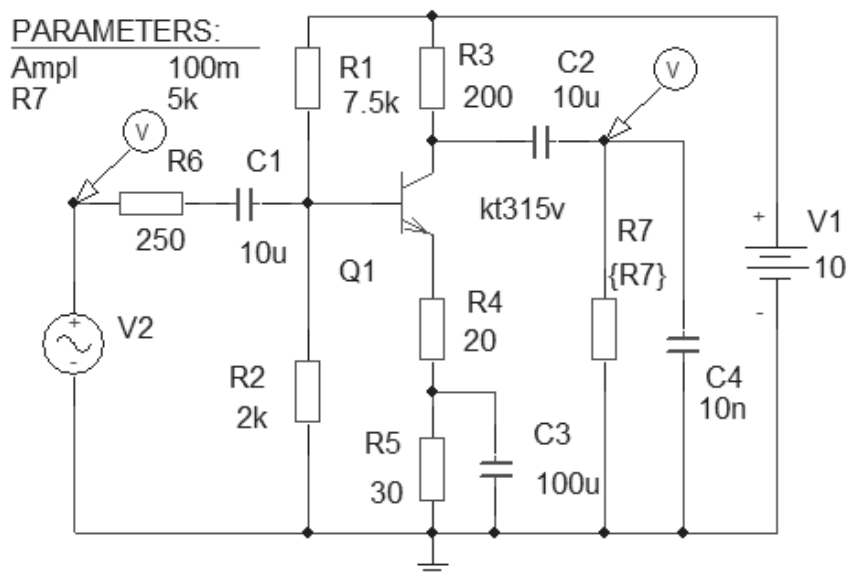 PARAMETERS:
Ampl 100m
R7 5k
V
R6
250
C1
10u
R1
7.5k
R3
200
C2
10u
V
kt315v
Q1
R7
{R7}
+
V1
10
-
+
-
V2
R4
20
R2
2k
R5
30
C3
100u
C4
10n